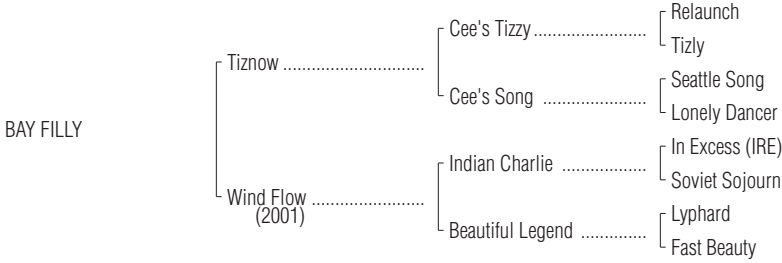 Relaunch
Cee's Tizzy ........................
Tizly
Tiznow ..............................
Seattle Song
Cee's Song ......................
Lonely Dancer
BAY FILLY
In Excess (IRE)
Indian Charlie ..................
Soviet Sojourn
Wind Flow ........................
(2001)
Lyphard
Beautiful Legend ..............
Fast Beauty